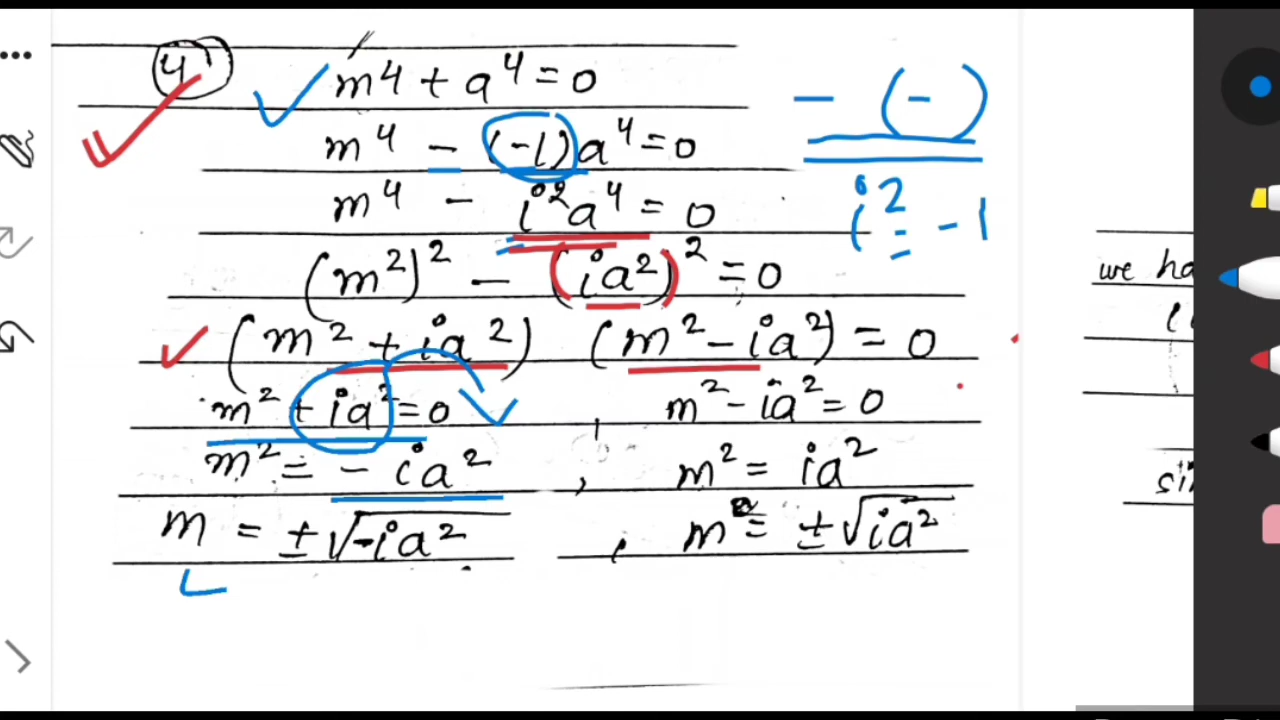 4
m⁴ + a⁴ = 0
- (-)
m⁴ - (-1)a⁴ = 0
m⁴ - i²a⁴ = 0
i² = -1
(m²)² - (ia²)² = 0
we ha
(m² + ia²) (m² - ia²) = 0
m² + ia² = 0 , m² - ia² = 0
m² = - ia² , m² = ia²
m = ±√-ia² , m = ±√ia²